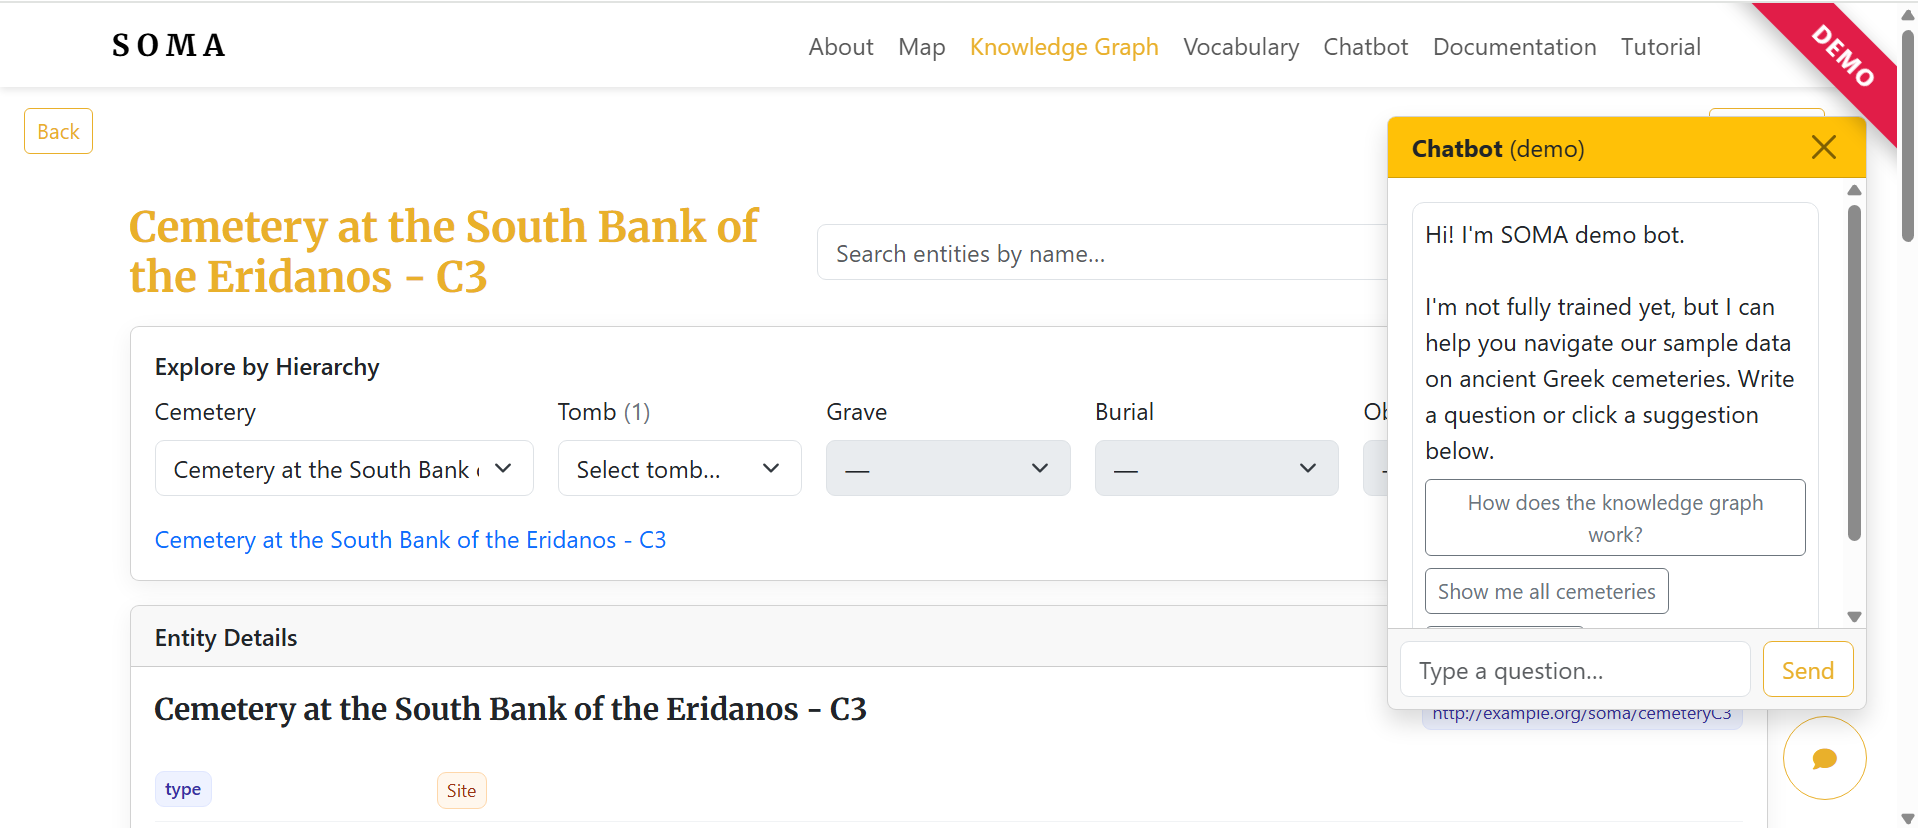 SOMA
About Map Knowledge Graph Vocabulary Chatbot Documentation Tutorial
DEMO
Back
Cemetery at the South Bank of
the Eridanos - C3
Search entities by name...
Explore by Hierarchy
Cemetery
Tomb (1)
Grave
Burial
Cemetery at the South Bank
Select tomb...
—
—
Cemetery at the South Bank of the Eridanos - C3
Entity Details
Cemetery at the South Bank of the Eridanos - C3
http://example.org/soma/cemeteryC3
type
Site
Chatbot (demo)
Hi! I'm SOMA demo bot.
I'm not fully trained yet, but I can
help you navigate our sample data
on ancient Greek cemeteries. Write
a question or click a suggestion
below.
How does the knowledge graph
work?
Show me all cemeteries
Type a question...
Send